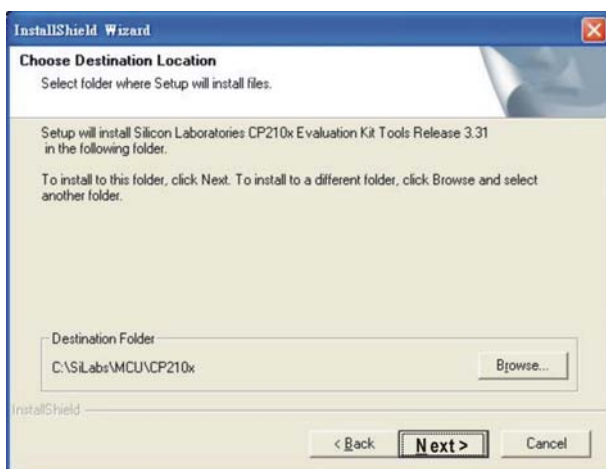 InstallShield Wizard
Choose Destination Location
Select folder where Setup will install files.
Setup will install Silicon Laboratories CP210x Evaluation Kit Tools Release 3.31
in the following folder.
To install to this folder, click Next. To install to a different folder, click Browse and select
another folder.
Destination Folder
C:\SiLabs\MCU\CP210x
Browse...
InstallShield
< Back
Next >
Cancel